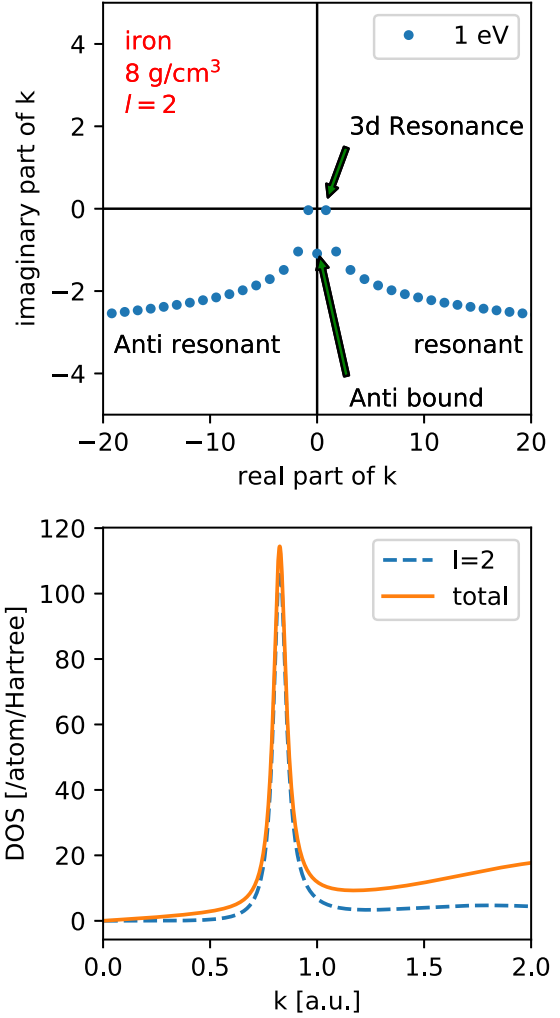 4
2
0
−2
−4
imaginary part of k
iron
8 g/cm³
l = 2
1 eV
3d Resonance
Anti resonant
resonant
Anti bound
−20
−10
0
10
20
real part of k
120
100
80
60
40
20
0
DOS [/atom/Hartree]
l=2
total
0.0
0.5
1.0
1.5
2.0
k [a.u.]